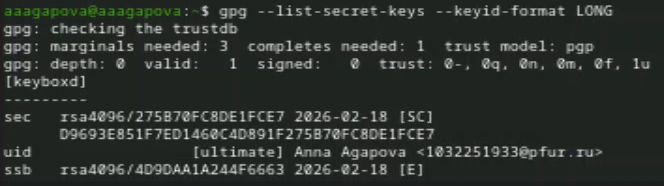 aaagapova@aaagapova:~$ gpg --list-secret-keys --keyid-format LONG
gpg: checking the trustdb
gpg: marginals needed: 3  completes needed: 1  trust model: pgp
gpg: depth: 0  valid:   1  signed:   0  trust: 0-, 0q, 0n, 0m, 0f, 1u
[keyboxd]
---------
sec   rsa4096/275B70FC8DE1FCE7 2026-02-18 [SC]
      D9693E851F7ED1460C4D891F275B70FC8DE1FCE7
uid                 [ultimate] Anna Agapova <1032251933@pfur.ru>
ssb   rsa4096/4D9DAA1A244F6663 2026-02-18 [E]